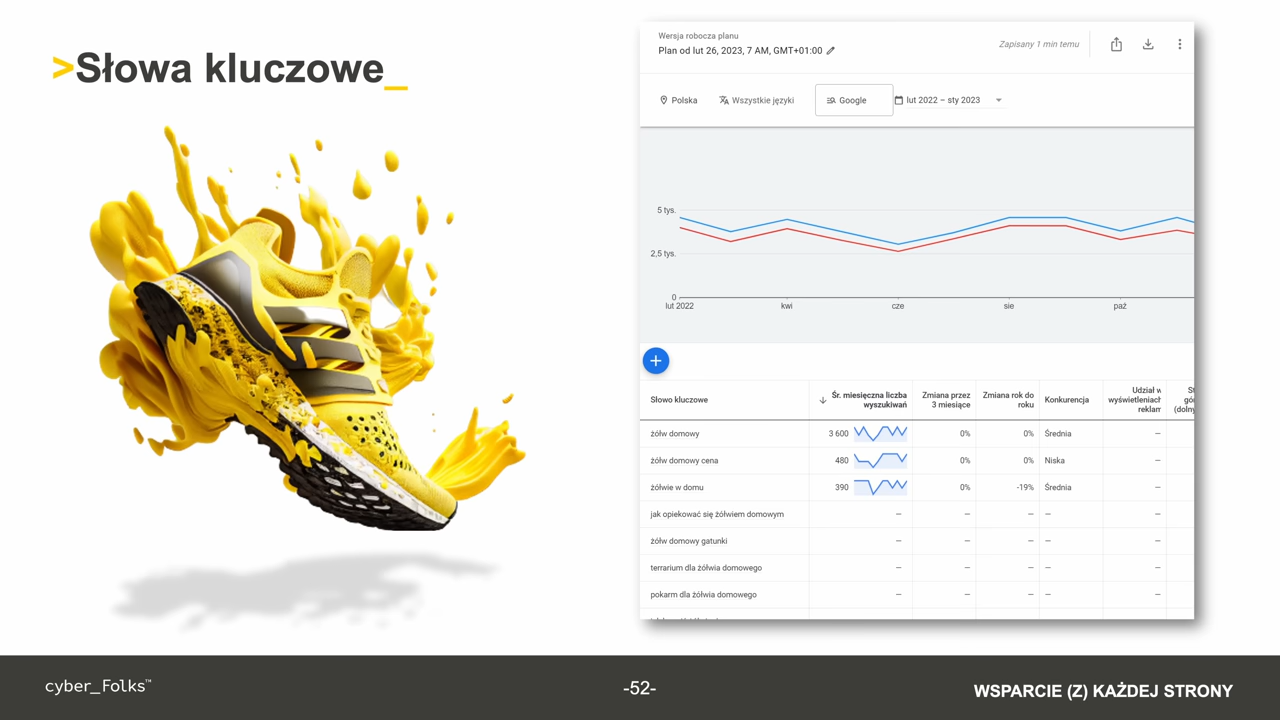 >Słowa kluczowe_
Wersja robocza planu
Plan od lut 26, 2023, 7 AM, GMT+01:00
Zapisany 1 min temu
Polska
Wszystkie języki
Google
lut 2022 – sty 2023
5 tys.
2,5 tys.
0
lut 2022
kwi
cze
sie
paź
Słowo kluczowe
Śr. miesięczna liczba
wyszukiwań
Zmiana przez
3 miesiące
Zmiana rok do
roku
Konkurencja
Udział w
wyświetleniach
reklam
żółw domowy 3 600 0% 0% Średnia –
żółw domowy cena 480 0% 0% Niska –
żółwie w domu 390 0% -19% Średnia –
jak opiekować się żółwiem domowym – – – – –
żółw domowy gatunki – – – – –
terrarium dla żółwia domowego – – – – –
pokarm dla żółwia domowego – – – – –
cyber_Folks™
-52-
WSPARCIE (Z) KAŻDEJ STRONY